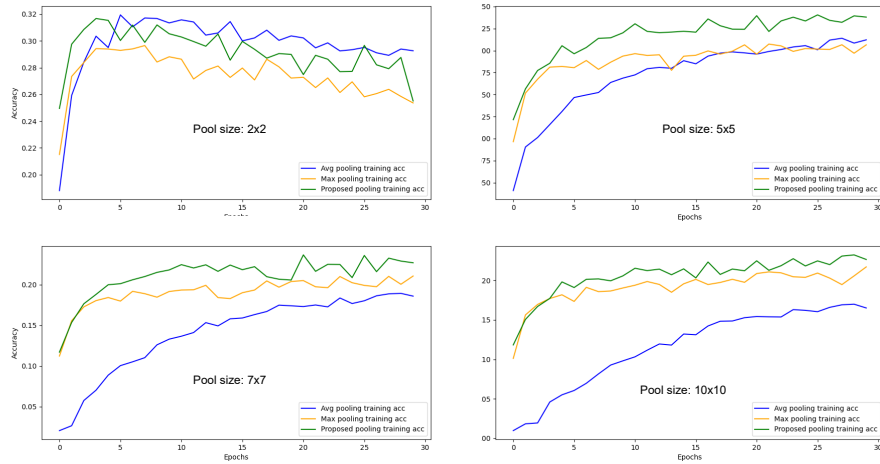 0.32
0.30
0.28
0.26
0.24
0.22
0.20
Accuracy
Pool size: 2x2
Avg pooling training acc
Max pooling training acc
Proposed pooling training acc
0 5 10 15 20 25 30
Epochs
50
00
50
00
50
00
50
00
50
Pool size: 5x5
Avg pooling training acc
Max pooling training acc
Proposed pooling training acc
0 5 10 15 20 25 30
Epochs
0.20
0.15
0.10
0.05
Accuracy
Pool size: 7x7
Avg pooling training acc
Max pooling training acc
Proposed pooling training acc
0 5 10 15 20 25 30
Epochs
20
15
10
05
00
Pool size: 10x10
Avg pooling training acc
Max pooling training acc
Proposed pooling training acc
0 5 10 15 20 25 30
Epochs